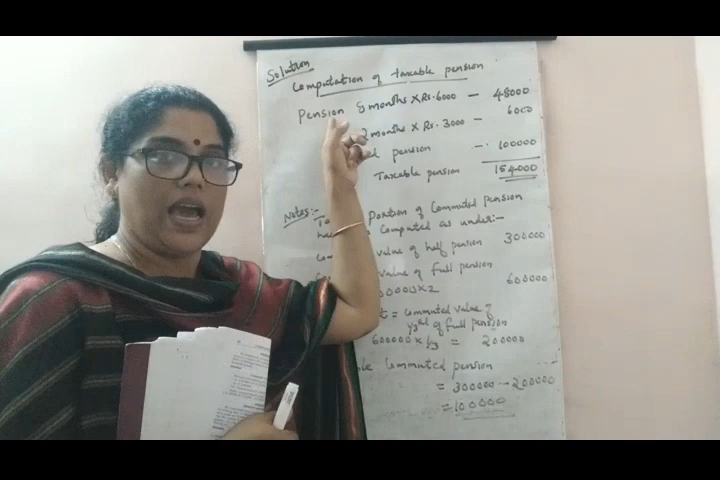 Solution
Computation of taxable pension
Pension 8 months X Rs. 6000 — 48000
2 months X Rs. 3000 — 6000
pension — 100000
Taxable pension 154000
Notes:-
Portion of Commuted Pension
Computed as under:-
value of half pension 300000
value of full pension
X2 600000
= commuted value of
1/3rd of full pension
600000 x 1/3 = 200000
Commuted pension
= 300000 - 200000
= 100000